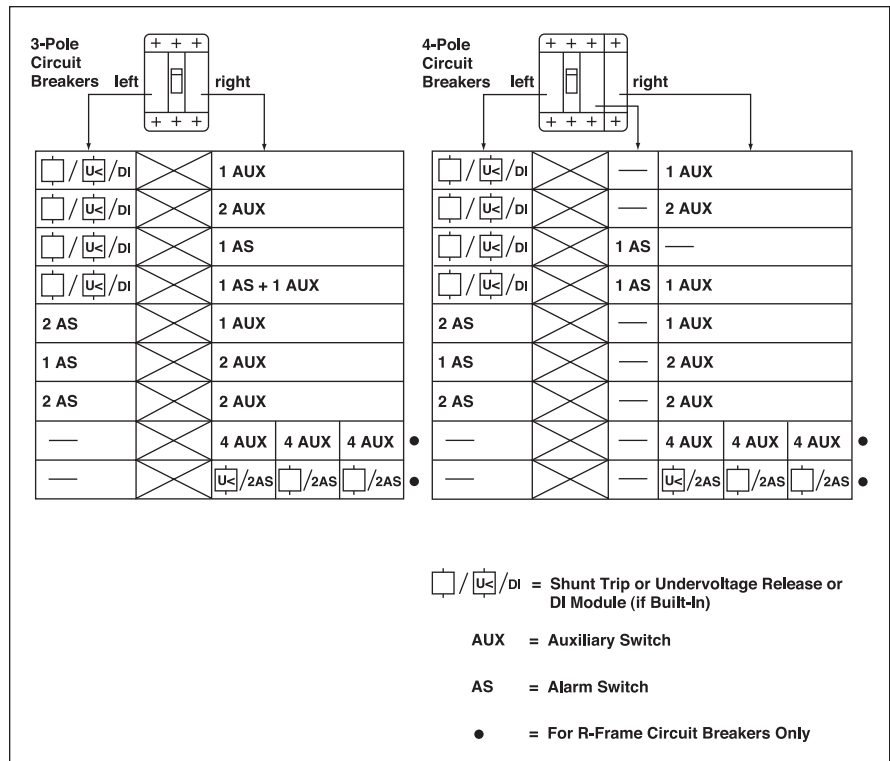 3-Pole
Circuit
Breakers left right
+ + +
+ + +
4-Pole
Circuit
Breakers left right
+ + + +
+ + + +
/ U< /DI 1 AUX
/ U< /DI 2 AUX
/ U< /DI 1 AS
/ U< /DI 1 AS + 1 AUX
2 AS 1 AUX
1 AS 2 AUX
2 AS 2 AUX
— 4 AUX 4 AUX 4 AUX •
— U< /2AS /2AS /2AS •
/ U< /DI — 1 AUX
/ U< /DI — 2 AUX
/ U< /DI 1 AS —
/ U< /DI 1 AS 1 AUX
2 AS — 1 AUX
1 AS — 2 AUX
2 AS — 2 AUX
— — 4 AUX 4 AUX 4 AUX •
— — U< /2AS /2AS /2AS •
/ U< /DI = Shunt Trip or Undervoltage Release or
DI Module (if Built-In)
AUX = Auxiliary Switch
AS = Alarm Switch
• = For R-Frame Circuit Breakers Only